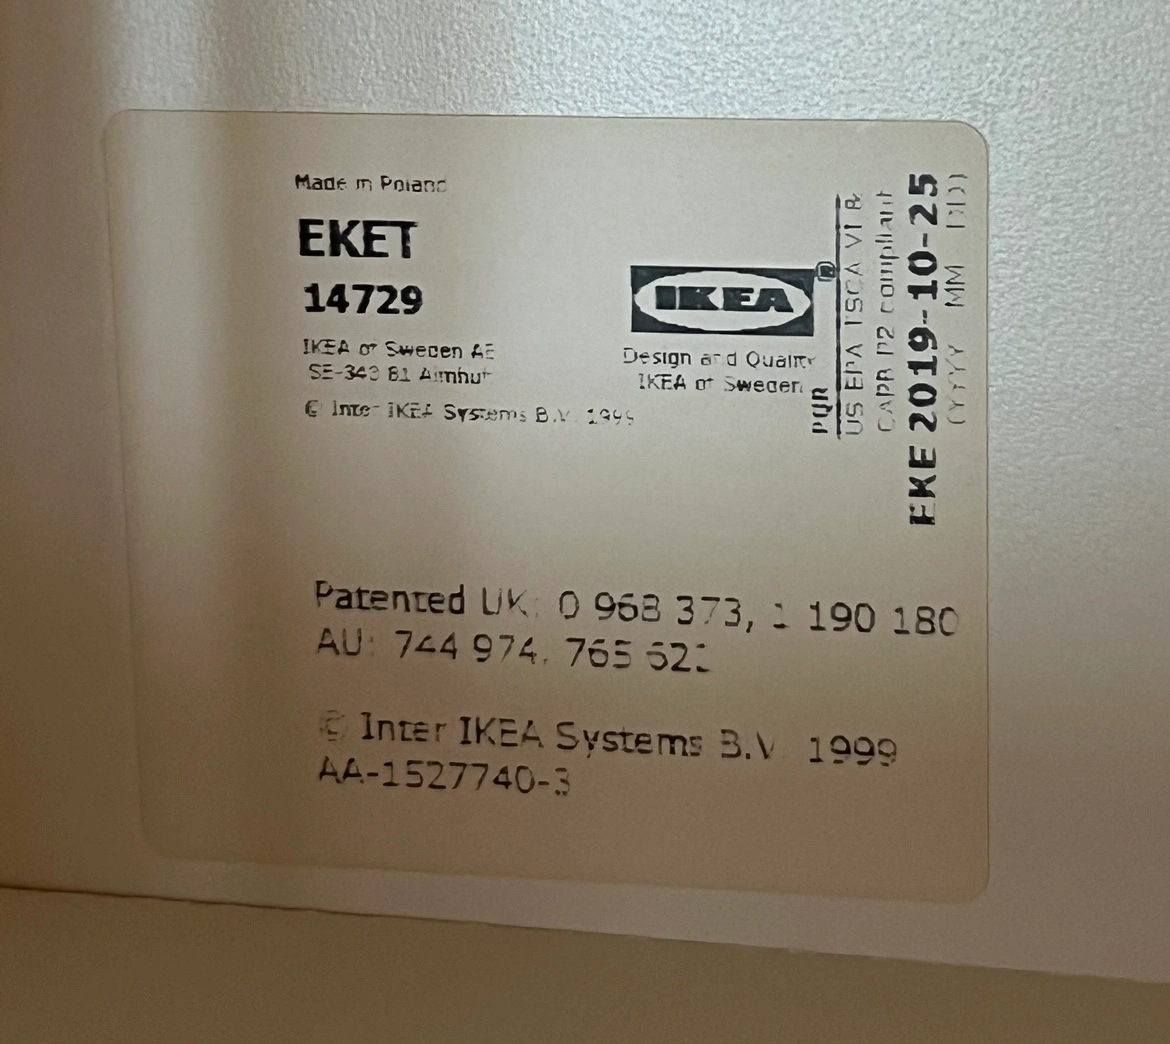 Made in Poland
EKET
14729
IKEA of Sweden AB
SE-343 81 Älmhult
© Inter IKEA Systems B.V. 1999
IKEA®
Design and Quality
IKEA of Sweden
PQR
US EPA TSCA VI &
CARB P2 compliant
EKE 2019-10-25
(YYYY MM DD)
Patented UK: 0 968 373, 1 190 180
AU: 744 974, 765
© Inter IKEA Systems B.V. 1999
AA-1527740-3